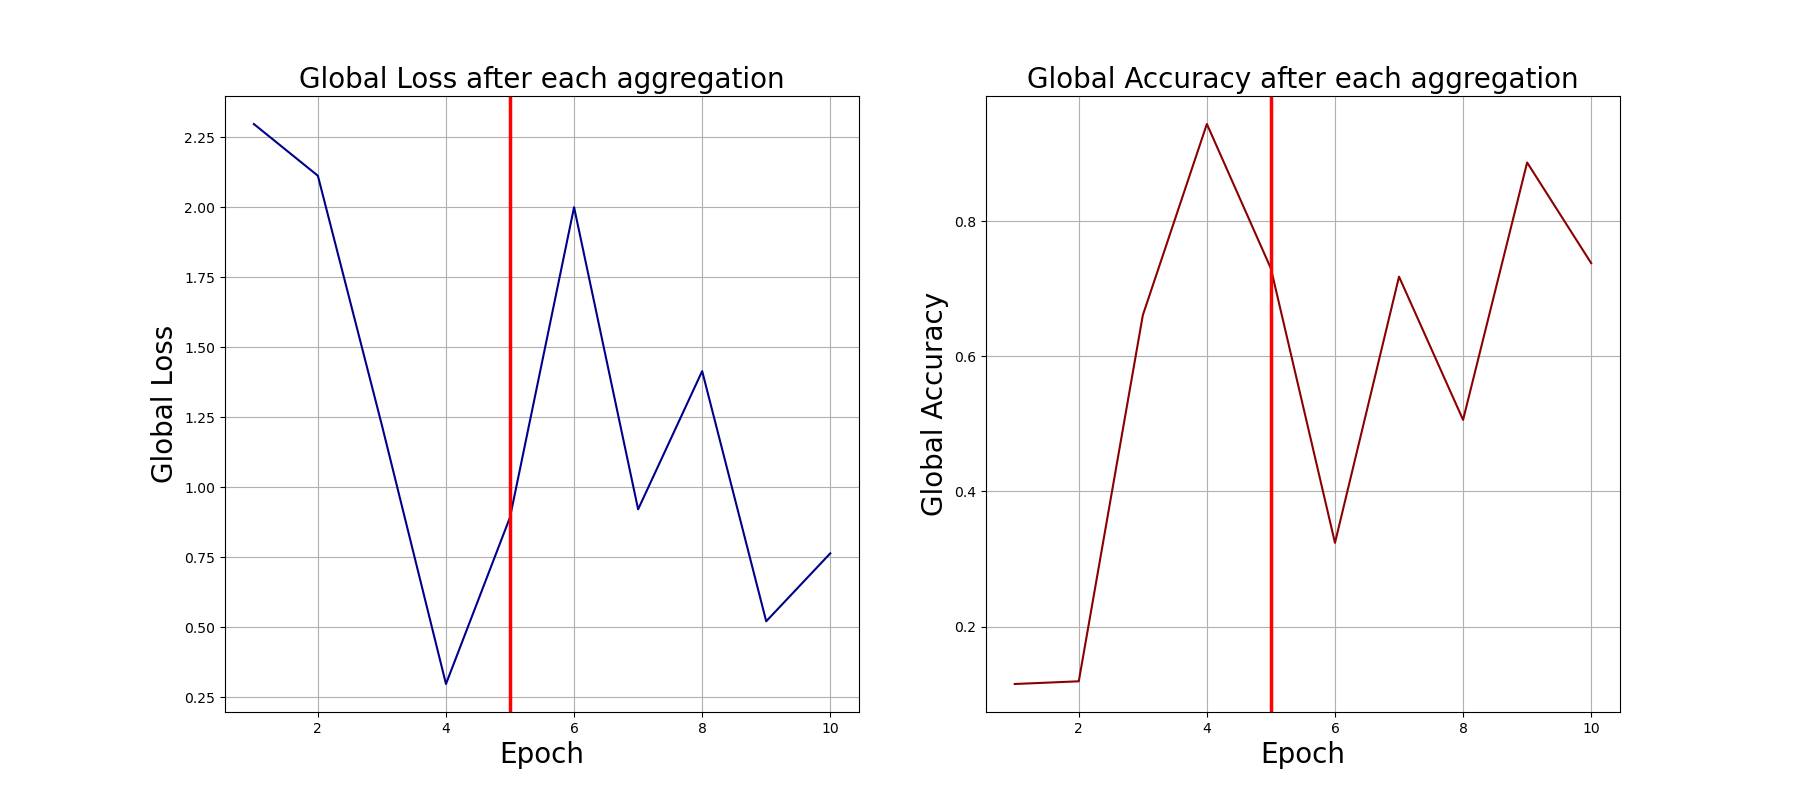 Global Loss after each aggregation
Global Loss
2.25
2.00
1.75
1.50
1.25
1.00
0.75
0.50
0.25
2 4 6 8 10
Epoch
Global Accuracy after each aggregation
Global Accuracy
0.8
0.6
0.4
0.2
2 4 6 8 10
Epoch